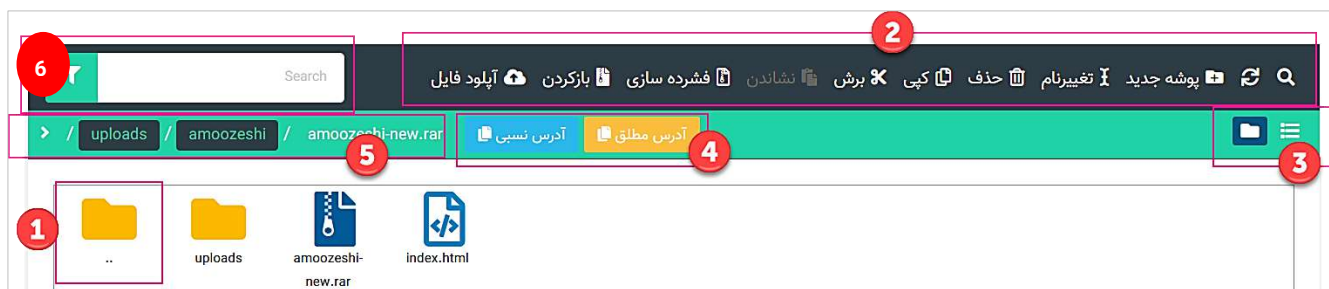 2
6
Search
پوشه جدید تغییرنام حذف کپی برش نشاندن فشرده سازی بازکردن آپلود فایل
/ uploads / amoozeshi / amoozeshi-new.rar
آدرس نسبی آدرس مطلق
5
4
3
1
..
uploads
amoozeshi-
new.rar
index.html